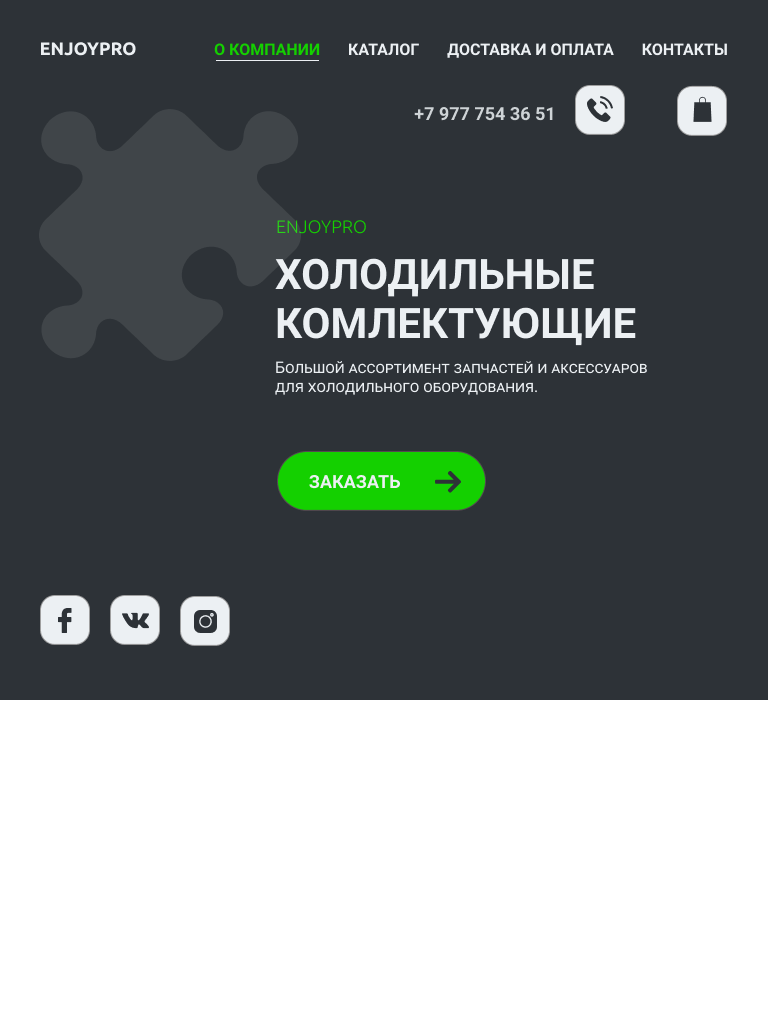 ENJOYPRO
О КОМПАНИИ КАТАЛОГ ДОСТАВКА И ОПЛАТА КОНТАКТЫ
+7 977 754 36 51
ENJOYPRO
ХОЛОДИЛЬНЫЕ
КОМЛЕКТУЮЩИЕ
Большой ассортимент запчастей и аксессуаров
для холодильного оборудования.
ЗАКАЗАТЬ